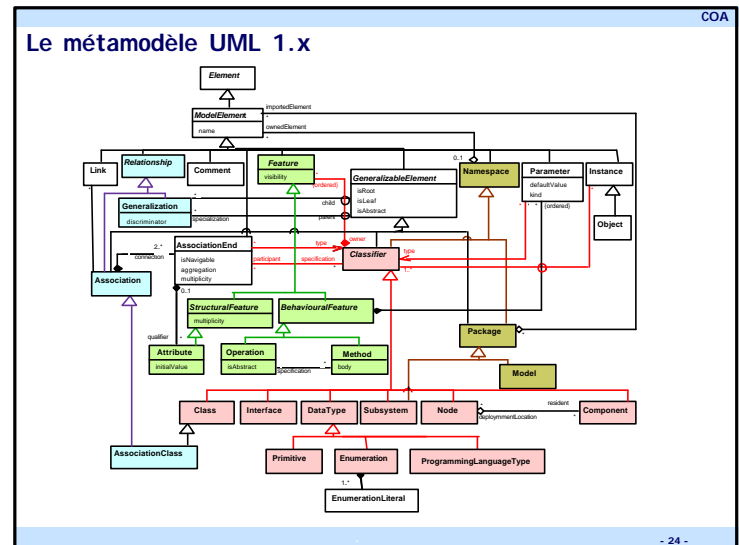 COA
Le métamodèle UML 1.x
Element
ModelElement
name
importedElement
*
ownedElement
*
0..1
Link
Relationship
Comment
Feature
visibility
*
{ordered}
GeneralizableElement
isRoot
isLeaf
isAbstract
Namespace
Parameter
defaultValue
kind
*
{ordered}
Instance
Object
Generalization
discriminator
child
specialization
parent
owner
2..*
connection
AssociationEnd
isNavigable
aggregation
multiplicity
type
participant
specification
Classifier
type
1..*
Association
0..1
StructuralFeature
multiplicity
BehaviouralFeature
Package
qualifier
*
Attribute
initialValue
Operation
isAbstract
specification
*
Method
body
Model
Class
Interface
DataType
Subsystem
Node
*
deploymmentLocation
resident
*
Component
AssociationClass
Primitive
Enumeration
ProgrammingLanguageType
1..*
EnumerationLiteral
- 24 -